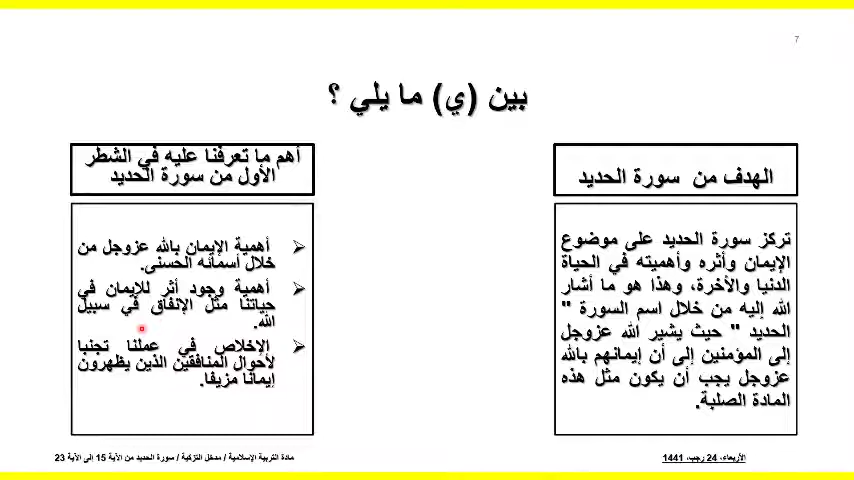 7
بين (ي) ما يلي ؟
الهدف من سورة الحديد
تركز سورة الحديد على موضوع
الإيمان وأثره وأهميته في الحياة
الدنيا والأخرة، وهذا هو ما أشار
الله إليه من خلال اسم السورة "
الحديد " حيث يشير الله عزوجل
إلى المؤمنين إلى أن إيمانهم بالله
عزوجل يجب أن يكون مثل هذه
المادة الصلبة.
أهم ما تعرفنا عليه في الشطر
الأول من سورة الحديد
أهمية الإيمان بالله عزوجل من
خلال أسمائه الحسنى.
أهمية وجود أثر للإيمان في
حياتنا مثل الإنفاق في سبيل
الله.
الإخلاص في عملنا تجنبا
لأحوال المنافقين الذين يظهرون
إيمانا مزيفا.
الأربعاء، 24 رجب، 1441
مادة التربية الإسلامية / مدخل التزكية / سورة الحديد من الآية 15 الى الآية 23